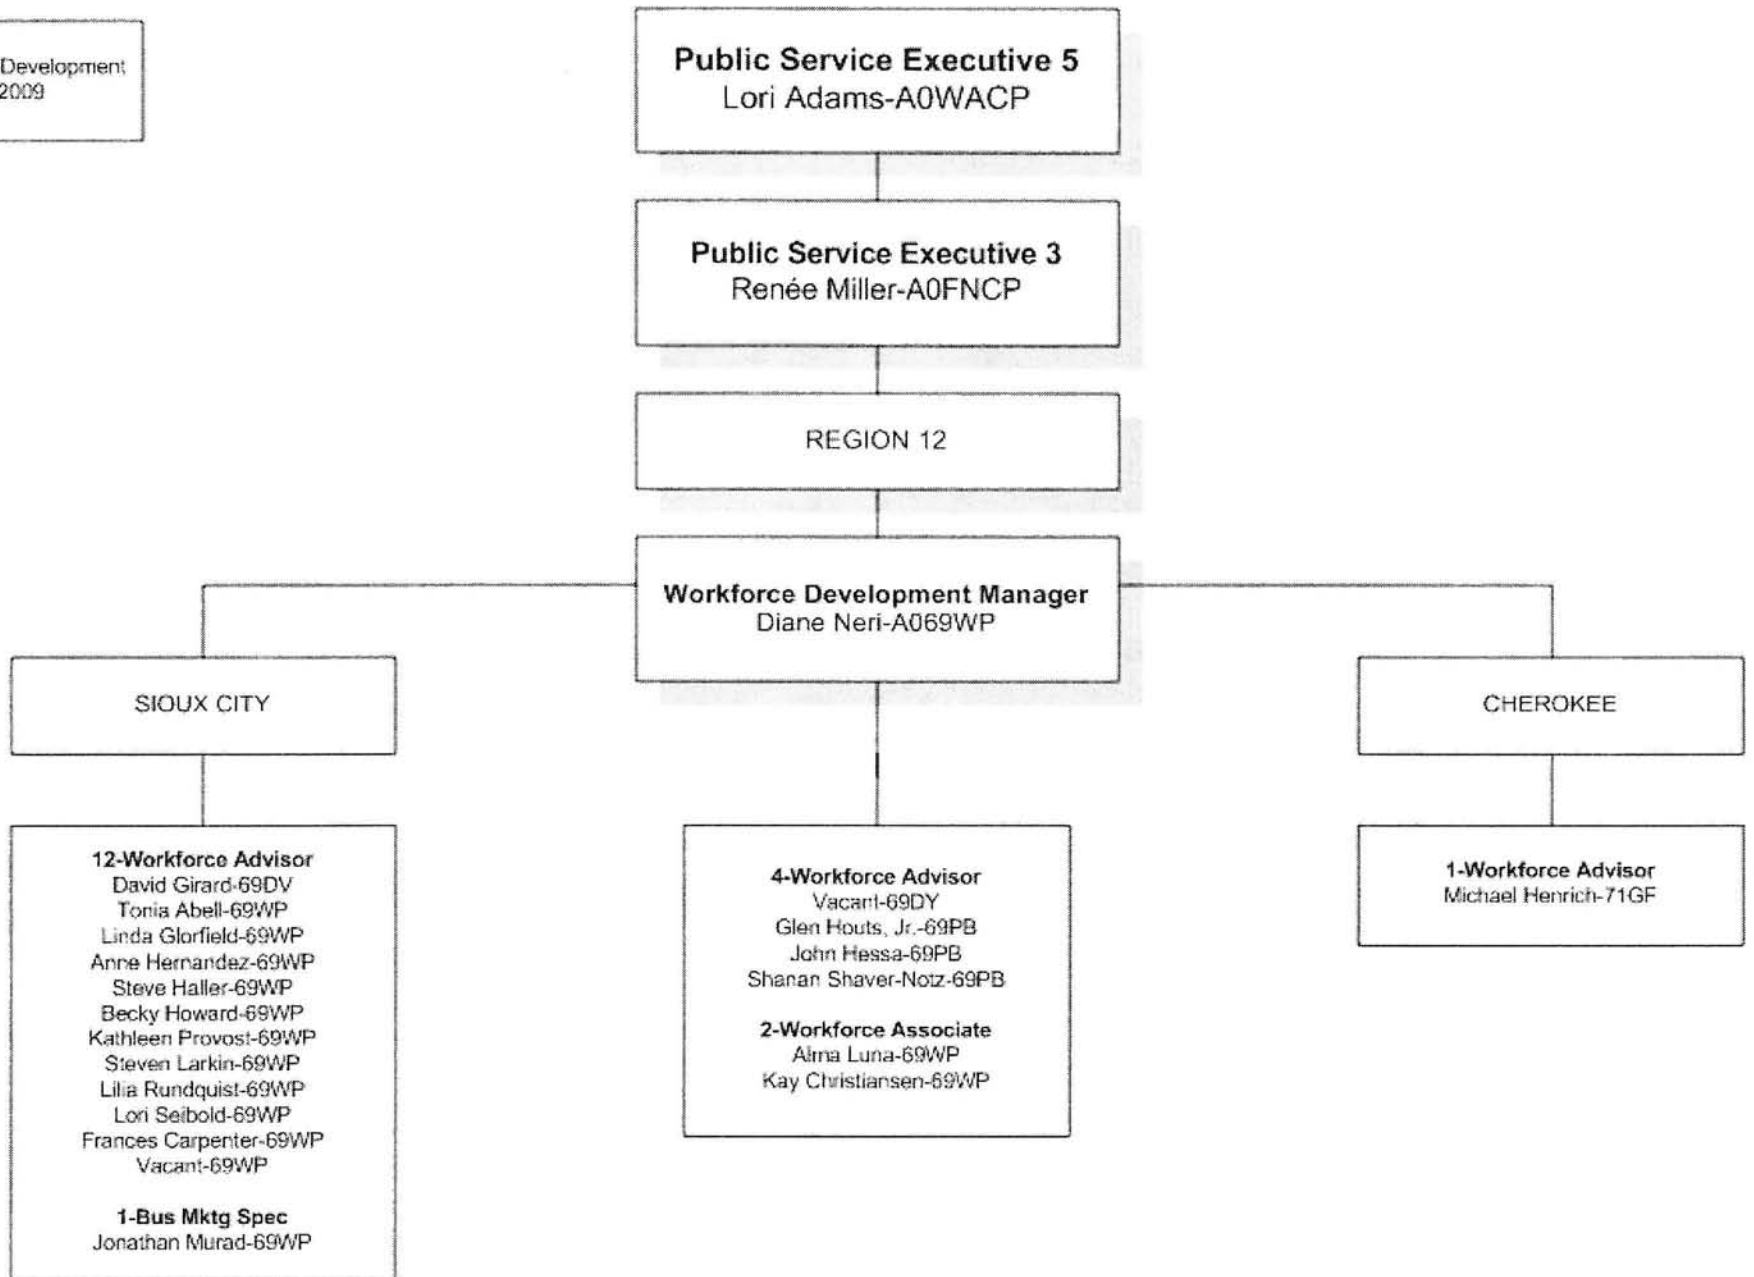 Development
2009
Public Service Executive 5
Lori Adams-A0WACP
Public Service Executive 3
Renée Miller-A0FNCP
REGION 12
Workforce Development Manager
Diane Neri-A069WP
SIOUX CITY
CHEROKEE
12-Workforce Advisor
David Girard-69DV
Tonia Abell-69WP
Linda Glorfield-69WP
Anne Hernandez-69WP
Steve Haller-69WP
Becky Howard-69WP
Kathleen Provost-69WP
Steven Larkin-69WP
Lilia Rundquist-69WP
Lori Seibold-69WP
Frances Carpenter-69WP
Vacant-69WP
1-Bus Mktg Spec
Jonathan Murad-69WP
4-Workforce Advisor
Vacant-69DY
Glen Houts, Jr.-69PB
John Hessa-69PB
Shanan Shaver-Notz-69PB
2-Workforce Associate
Alma Luna-69WP
Kay Christiansen-69WP
1-Workforce Advisor
Michael Henrich-71GF